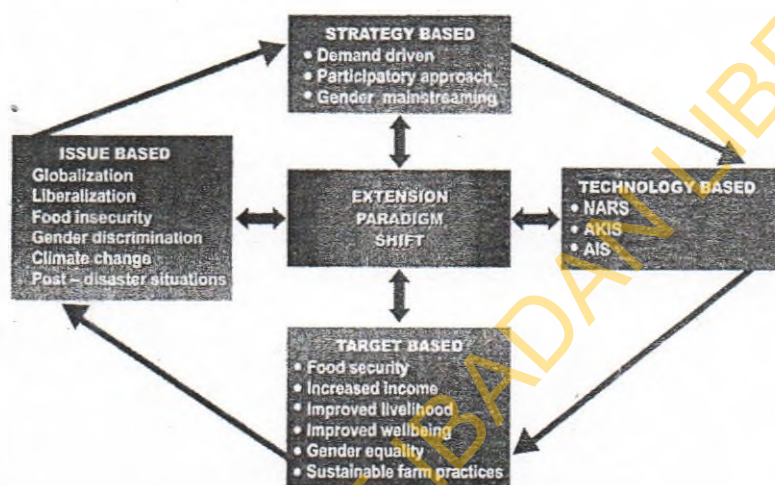 STRATEGY BASED
• Demand driven
• Participatory approach
• Gender mainstreaming
ISSUE BASED
Globalization
Liberalization
Food insecurity
Gender discrimination
Climate change
Post – disaster situations
EXTENSION
PARADIGM
SHIFT
TECHNOLOGY BASED
• NARS
• AKIS
• AIS
TARGET BASED
• Food security
• Increased income
• Improved livelihood
• Improved wellbeing
• Gender equality
• Sustainable farm practices
IBADAN LIBR